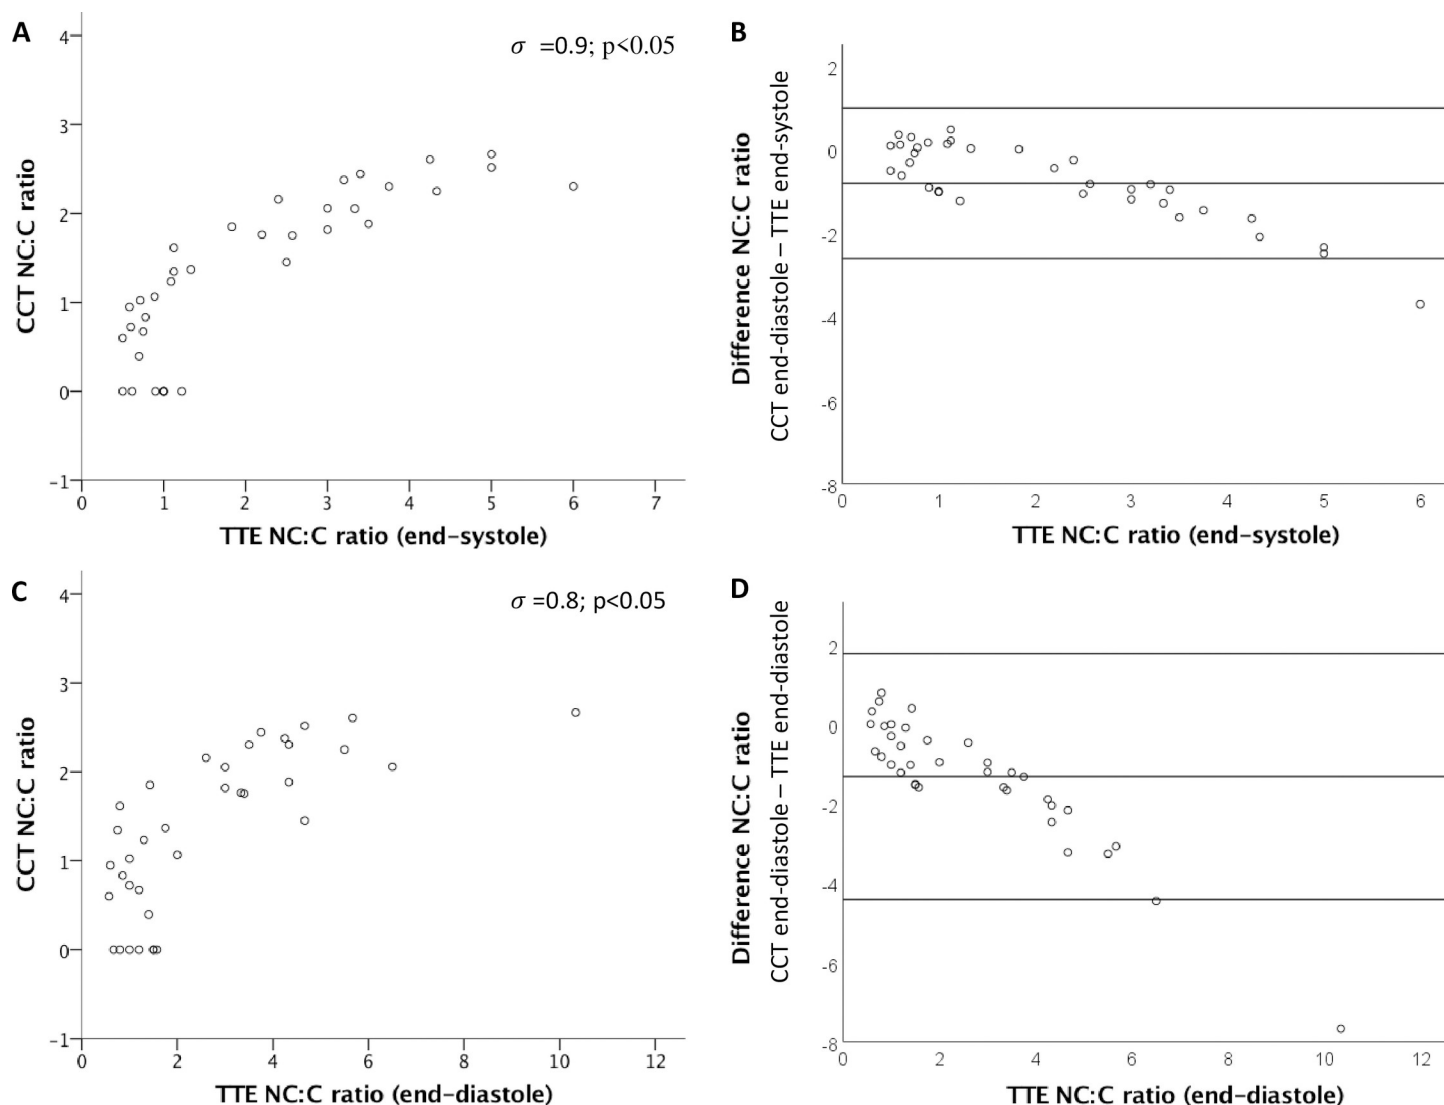 A
σ =0.9; p<0.05
CCT NC:C ratio
4
3
2
1
0
−1
0 1 2 3 4 5 6 7
TTE NC:C ratio (end−systole)
B
Difference NC:C ratio
CCT end-diastole – TTE end-systole
2
0
-2
-4
-6
-8
0 1 2 3 4 5 6
TTE NC:C ratio (end−systole)
C
σ =0.8; p<0.05
CCT NC:C ratio
4
3
2
1
0
−1
0 2 4 6 8 10 12
TTE NC:C ratio (end−diastole)
D
Difference NC:C ratio
CCT end-diastole – TTE end-diastole
2
0
-2
-4
-6
-8
0 2 4 6 8 10 12
TTE NC:C ratio (end−diastole)